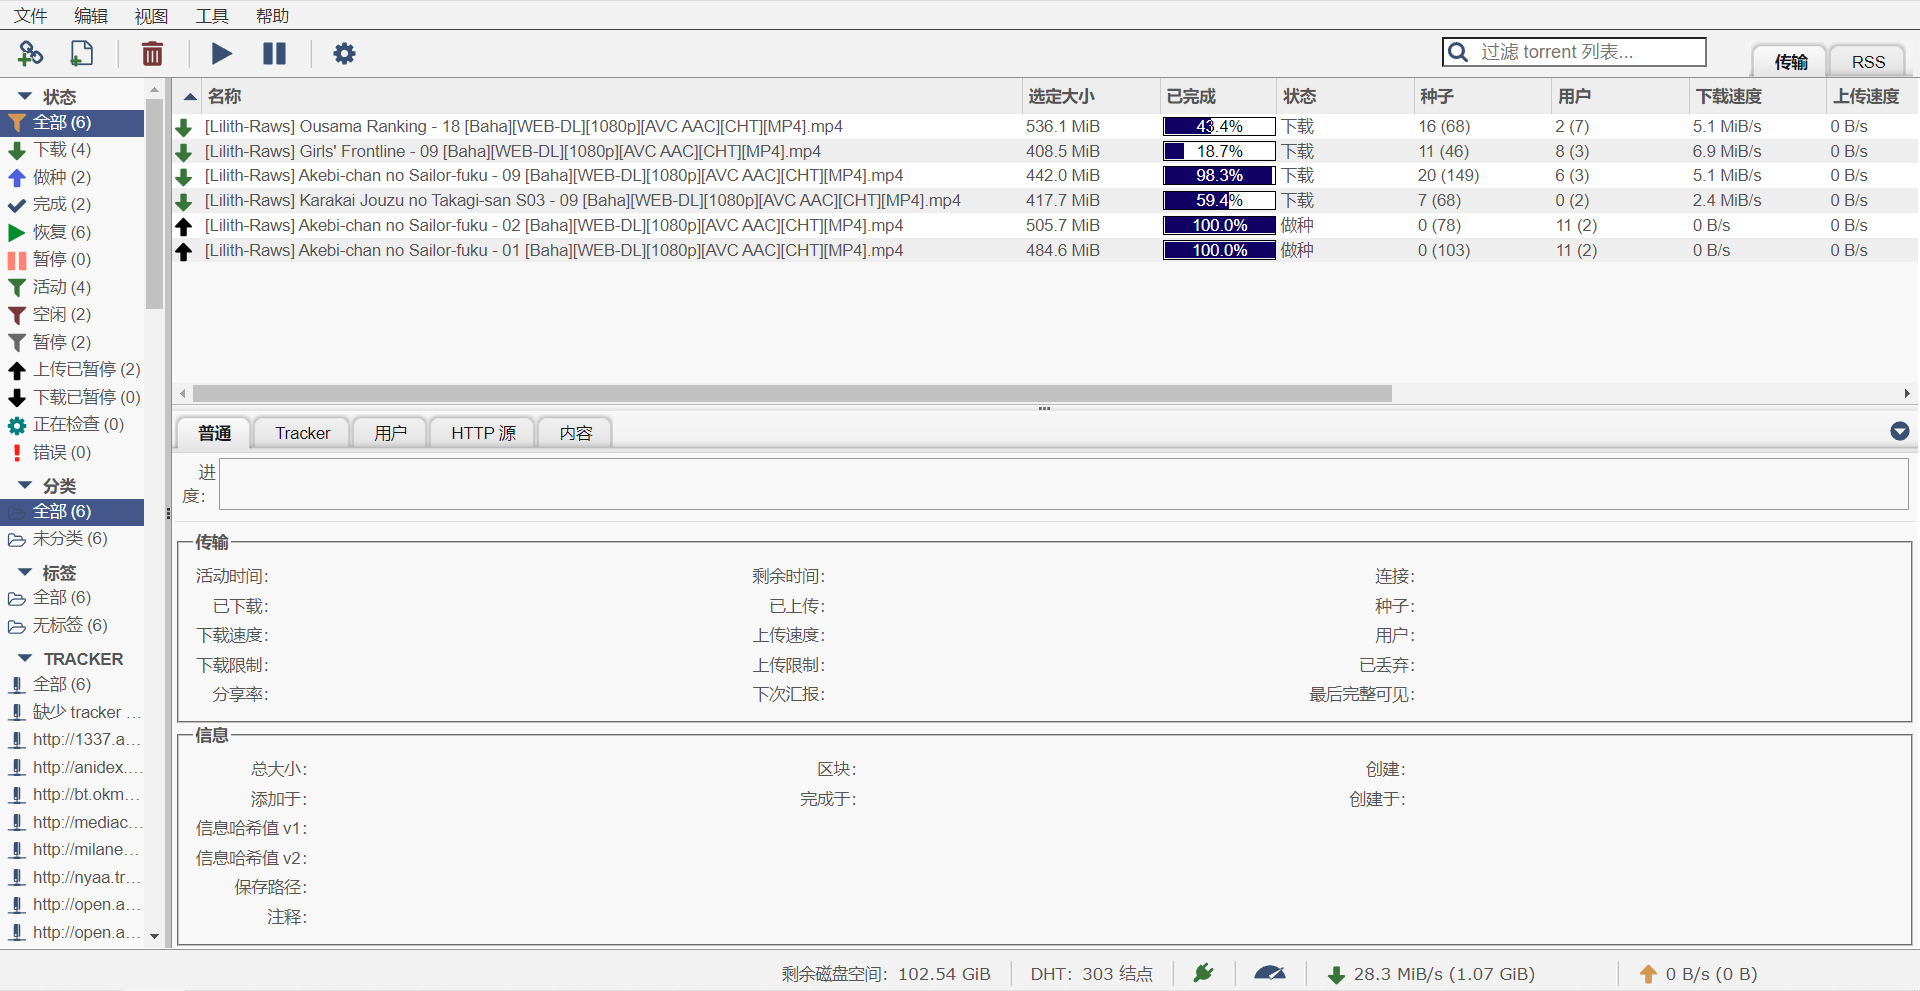 文件 编辑 视图 工具 帮助
过滤 torrent 列表...
传输 RSS
状态
全部 (6)
下载 (4)
做种 (2)
完成 (2)
恢复 (6)
暂停 (0)
活动 (4)
空闲 (2)
暂停 (2)
上传已暂停 (2)
下载已暂停 (0)
正在检查 (0)
错误 (0)
分类
全部 (6)
未分类 (6)
标签
全部 (6)
无标签 (6)
TRACKER
全部 (6)
缺少 tracker ...
http://1337.a...
http://anidex....
http://bt.okm...
http://mediac...
http://milane...
http://nyaa.tr...
http://open.a...
http://open.a...
名称 选定大小 已完成 状态 种子 用户 下载速度 上传速度
[Lilith-Raws] Ousama Ranking - 18 [Baha][WEB-DL][1080p][AVC AAC][CHT][MP4].mp4 536.1 MiB 43.4% 下载 16 (68) 2 (7) 5.1 MiB/s 0 B/s
[Lilith-Raws] Girls' Frontline - 09 [Baha][WEB-DL][1080p][AVC AAC][CHT][MP4].mp4 408.5 MiB 18.7% 下载 11 (46) 8 (3) 6.9 MiB/s 0 B/s
[Lilith-Raws] Akebi-chan no Sailor-fuku - 09 [Baha][WEB-DL][1080p][AVC AAC][CHT][MP4].mp4 442.0 MiB 98.3% 下载 20 (149) 6 (3) 5.1 MiB/s 0 B/s
[Lilith-Raws] Karakai Jouzu no Takagi-san S03 - 09 [Baha][WEB-DL][1080p][AVC AAC][CHT][MP4].mp4 417.7 MiB 59.4% 下载 7 (68) 0 (2) 2.4 MiB/s 0 B/s
[Lilith-Raws] Akebi-chan no Sailor-fuku - 02 [Baha][WEB-DL][1080p][AVC AAC][CHT][MP4].mp4 505.7 MiB 100.0% 做种 0 (78) 11 (2) 0 B/s 0 B/s
[Lilith-Raws] Akebi-chan no Sailor-fuku - 01 [Baha][WEB-DL][1080p][AVC AAC][CHT][MP4].mp4 484.6 MiB 100.0% 做种 0 (103) 11 (2) 0 B/s 0 B/s
普通 Tracker 用户 HTTP 源 内容
进
度：
传输
活动时间： 剩余时间： 连接：
已下载： 已上传： 种子：
下载速度： 上传速度： 用户：
下载限制： 上传限制： 已丢弃：
分享率： 下次汇报： 最后完整可见：
信息
总大小： 区块： 创建：
添加于： 完成于： 创建于：
信息哈希值 v1：
信息哈希值 v2：
保存路径：
注释：
剩余磁盘空间：102.54 GiB DHT：303 结点 28.3 MiB/s (1.07 GiB) 0 B/s (0 B)